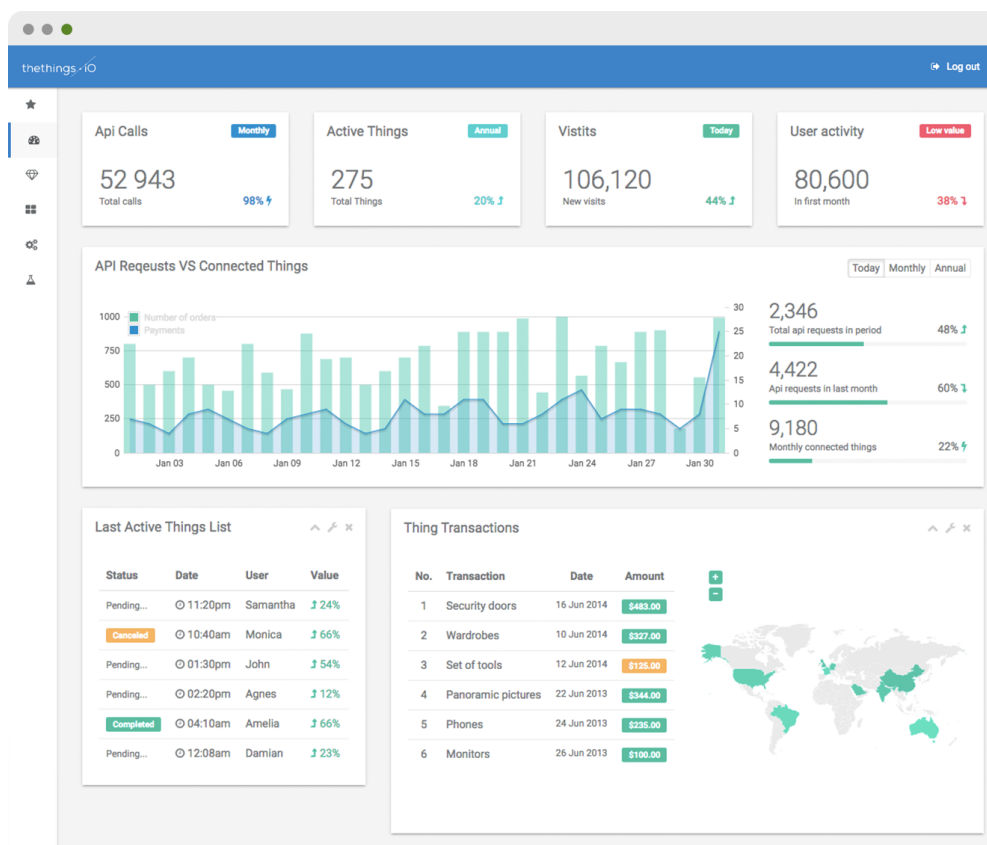 thethings.iO
Log out
Api Calls Monthly
52 943
Total calls 98%
Active Things Annual
275
Total Things 20%
Vistits Today
106,120
New visits 44%
User activity Low value
80,600
In first month 38%
API Reqeusts VS Connected Things
Today Monthly Annual
Number of orders
Payments
1000
750
500
250
0
30
25
20
15
10
5
0
Jan 03 Jan 06 Jan 09 Jan 12 Jan 15 Jan 18 Jan 21 Jan 24 Jan 27 Jan 30
2,346
Total api requests in period 48%
4,422
Api requests in last month 60%
9,180
Monthly connected things 22%
Last Active Things List
Status Date User Value
Pending... 11:20pm Samantha 24%
Canceled 10:40am Monica 66%
Pending... 01:30pm John 54%
Pending... 02:20pm Agnes 12%
Completed 04:10am Amelia 66%
Pending... 12:08am Damian 23%
Thing Transactions
No. Transaction Date Amount
1 Security doors 16 Jun 2014 $483.00
2 Wardrobes 10 Jun 2014 $327.00
3 Set of tools 12 Jun 2014 $125.00
4 Panoramic pictures 22 Jun 2013 $344.00
5 Phones 24 Jun 2013 $235.00
6 Monitors 26 Jun 2013 $100.00
+
−